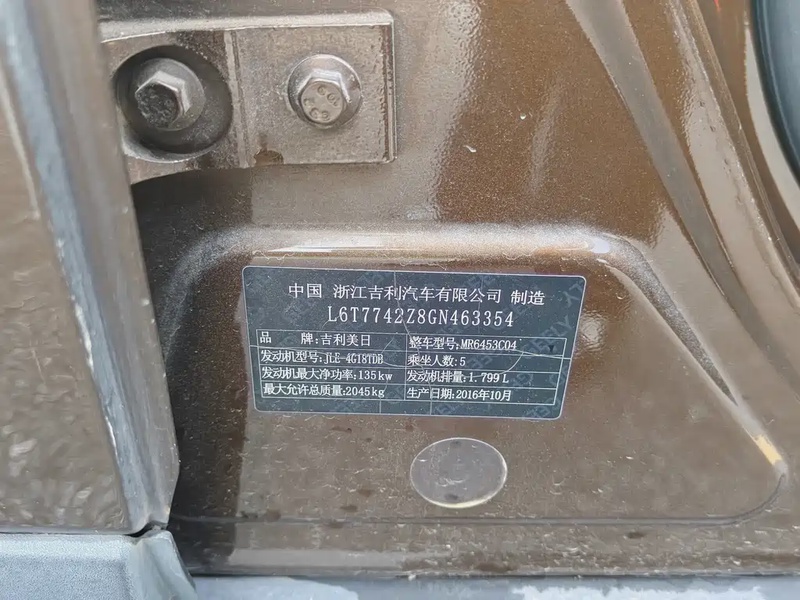 中国 浙江吉利汽车有限公司 制造
L6T7742Z8GN463354
品 牌:吉利美日 整车型号:MR6453C04
发动机型号:JLE-4G18TDB 乘坐人数:5
发动机最大净功率:135kw 发动机排量:1.799L
最大允许总质量:2045kg 生产日期:2016年10月